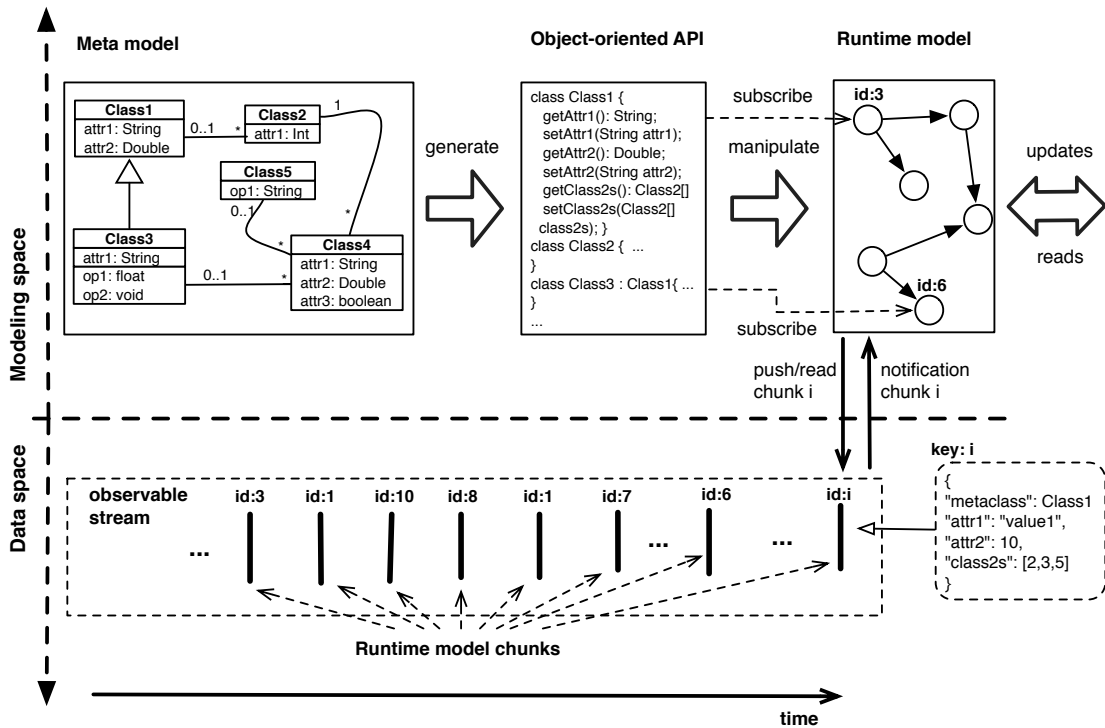 Meta model
Object-oriented API
Runtime model
Class1
attr1: String
attr2: Double
0..1
*
Class2
attr1: Int
1
Class5
op1: String
0..1
*
*
Class3
attr1: String
op1: float
op2: void
0..1
*
Class4
attr1: String
attr2: Double
attr3: boolean
generate
class Class1 {
getAttr1(): String;
setAttr1(String attr1);
getAttr2(): Double;
setAttr2(String attr2);
getClass2s(): Class2[]
setClass2s(Class2[]
class2s); }
class Class2 { ...
}
class Class3 : Class1{ ...
}
...
subscribe
manipulate
subscribe
id:3
id:6
updates
reads
Modeling space
push/read
chunk i
notification
chunk i
Data space
observable
stream
...
id:3
id:1
id:10
id:8
id:1
id:7
...
id:6
...
id:i
key: i
{
"metaclass": Class1
"attr1": "value1",
"attr2": 10,
"class2s": [2,3,5]
}
Runtime model chunks
time